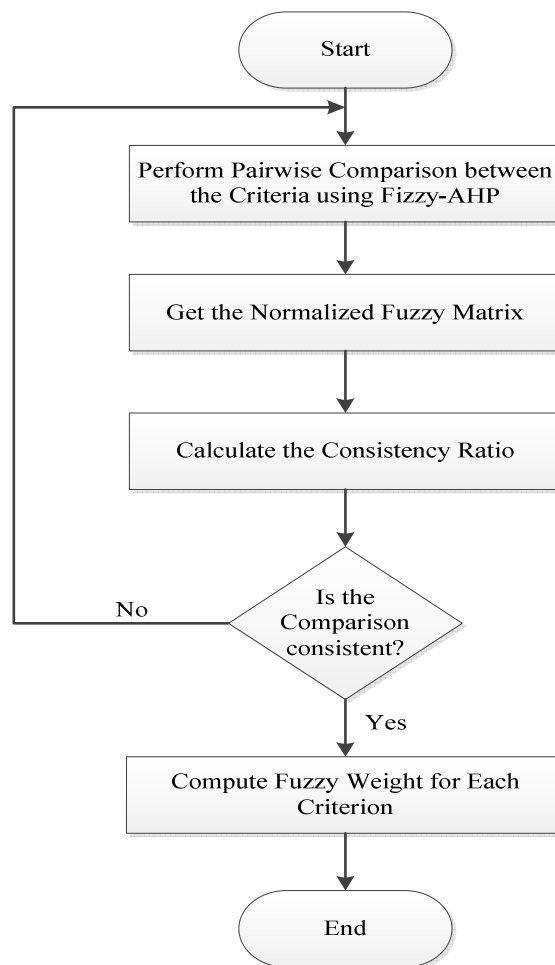 Start
Perform Pairwise Comparison between
the Criteria using Fizzy-AHP
Get the Normalized Fuzzy Matrix
Calculate the Consistency Ratio
Is the
Comparison
consistent?
No
Yes
Compute Fuzzy Weight for Each
Criterion
End